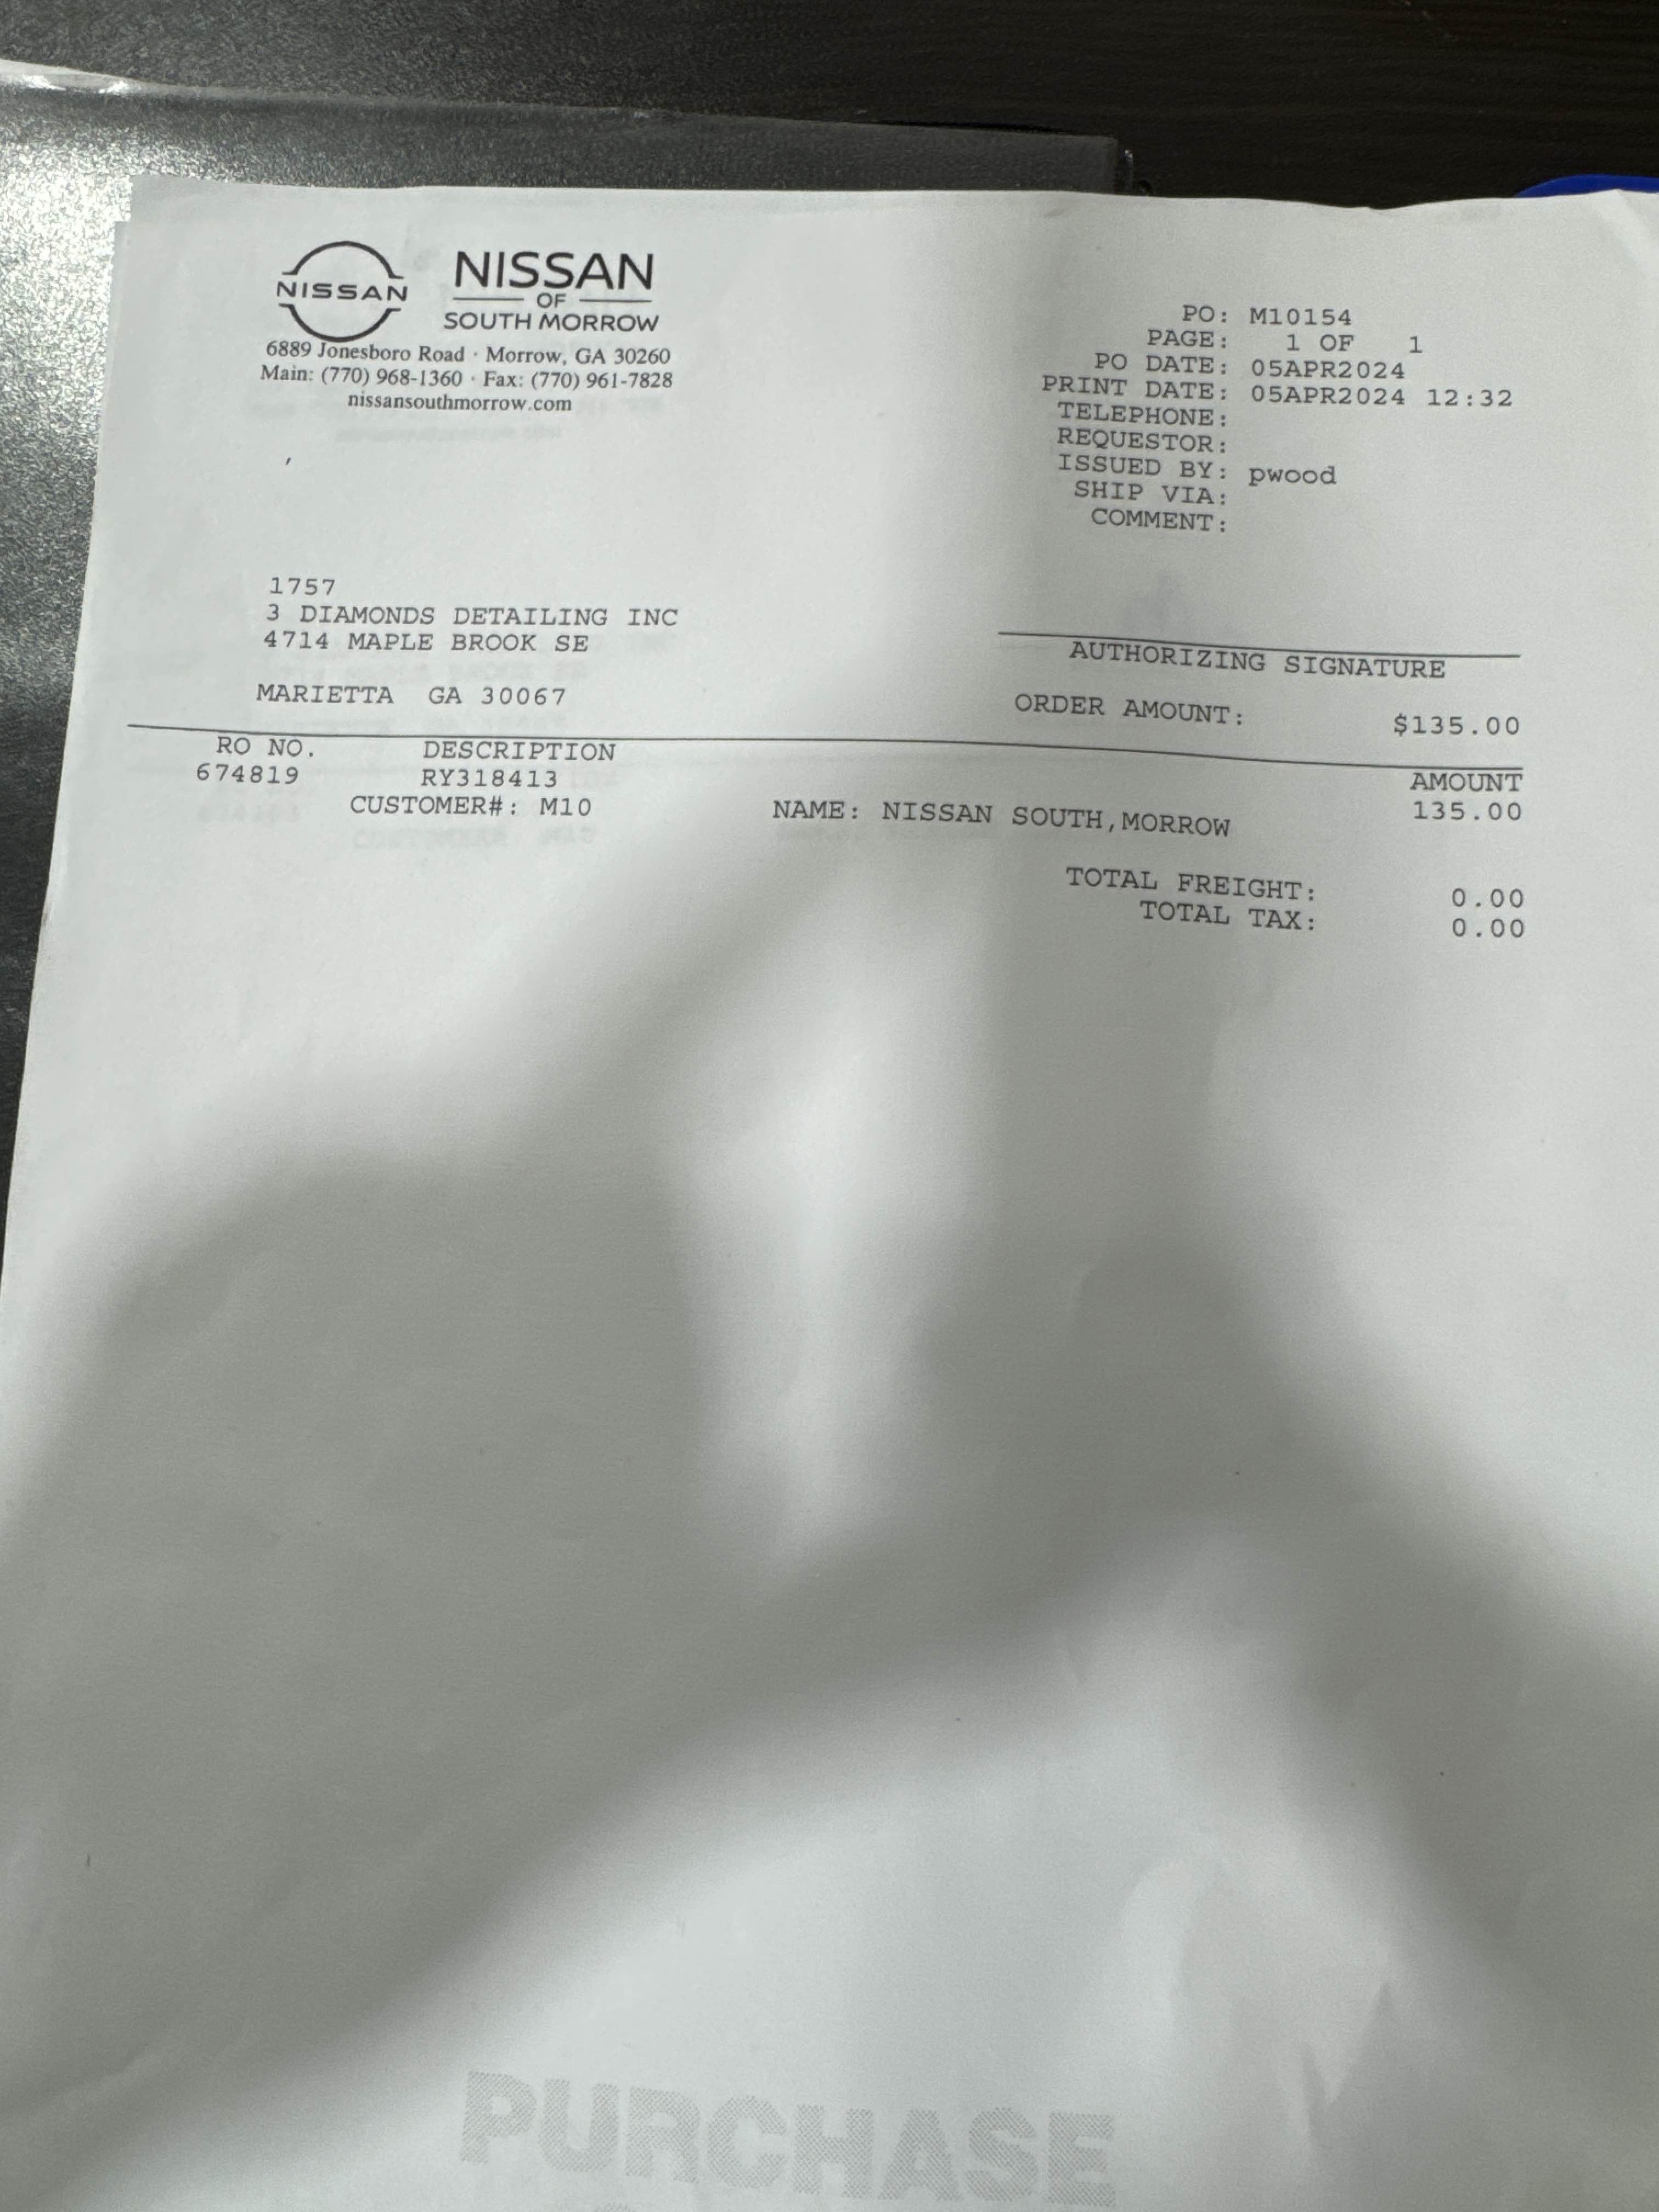 NISSAN
NISSAN
OF
SOUTH MORROW
6889 Jonesboro Road · Morrow, GA 30260
Main: (770) 968-1360 · Fax: (770) 961-7828
nissansouthmorrow.com
PO: M10154
PAGE: 1 OF 1
PO DATE: 05APR2024
PRINT DATE: 05APR2024 12:32
TELEPHONE:
REQUESTOR:
ISSUED BY: pwood
SHIP VIA:
COMMENT:
1757
3 DIAMONDS DETAILING INC
4714 MAPLE BROOK SE
MARIETTA GA 30067
AUTHORIZING SIGNATURE
ORDER AMOUNT: $135.00
RO NO. DESCRIPTION AMOUNT
674819 RY318413 135.00
CUSTOMER#: M10 NAME: NISSAN SOUTH,MORROW
TOTAL FREIGHT: 0.00
TOTAL TAX: 0.00
PURCHASE